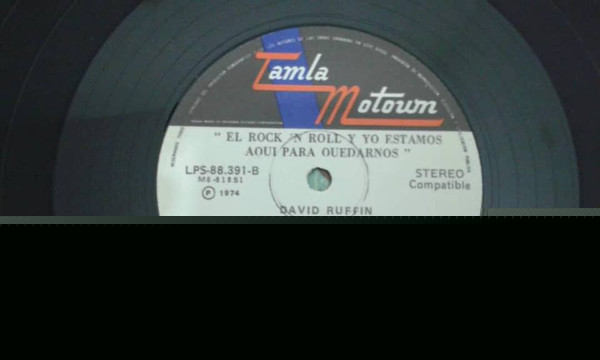 Tamla
Motown
" EL ROCK 'N ROLL Y YO ESTAMOS
AQUI PARA QUEDARNOS "
LPS-88.391-B
STEREO
Compatible
Ⓟ 1974
DAVID RUFFIN